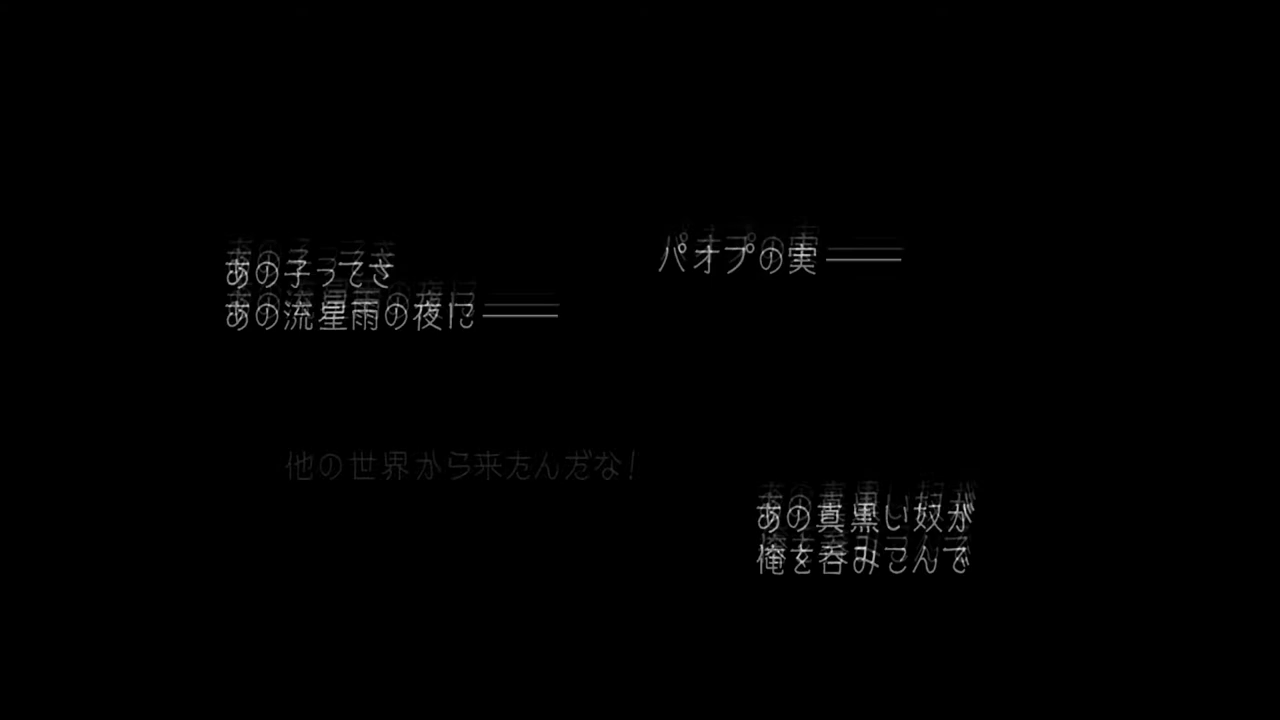 あの子ってさ
あの流星雨の夜に――
パオプの実――
他の世界から来たんだな!
あの真黒い奴が
俺を呑みこんで